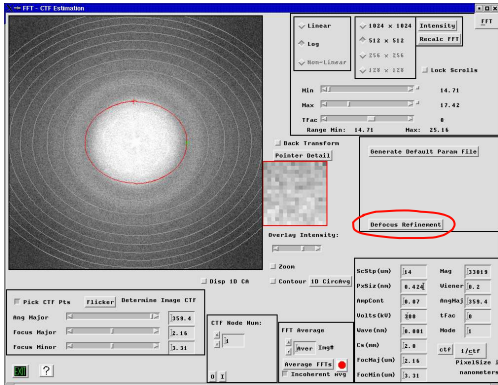 FFT - CTF Estimation
Linear
Log
Non-Linear
1024 x 1024
512 x 512
256 x 256
128 x 128
Intensity
Recalc FFT
FFT
Lock Scrolls
Min 14.71
Max 17.42
Tfac 0
Range Min: 14.71 Max: 25.16
Back Transform
Pointer Detail
Generate Default Param File
Defocus Refinement
Overlay Intensity:
Zoom
Disp 1D CA
Contour 1D CircAvg
Pick CTF Pts Flicker Determine Image CTF
Ang Major 359.4
Focus Major 2.16
Focus Minor 3.31
CTF Node Num:
3
0 I
FFT Average
Aver Img#
Average FFTs
Incoherent Avg
ScStp(um) 14 Mag 33019
PxSiz(nm) 0.424 Viener 0.2
AmpCont 0.07 AngMaj 359.4
Volts(kV) 300 tFac 0
Wave(nm) 0.001 Mode 1
Cs(mm) 2.0 ctf 1/ctf
FocMaj(um) 2.16 PixelSize i
FocMin(um) 3.31 nanometers
?